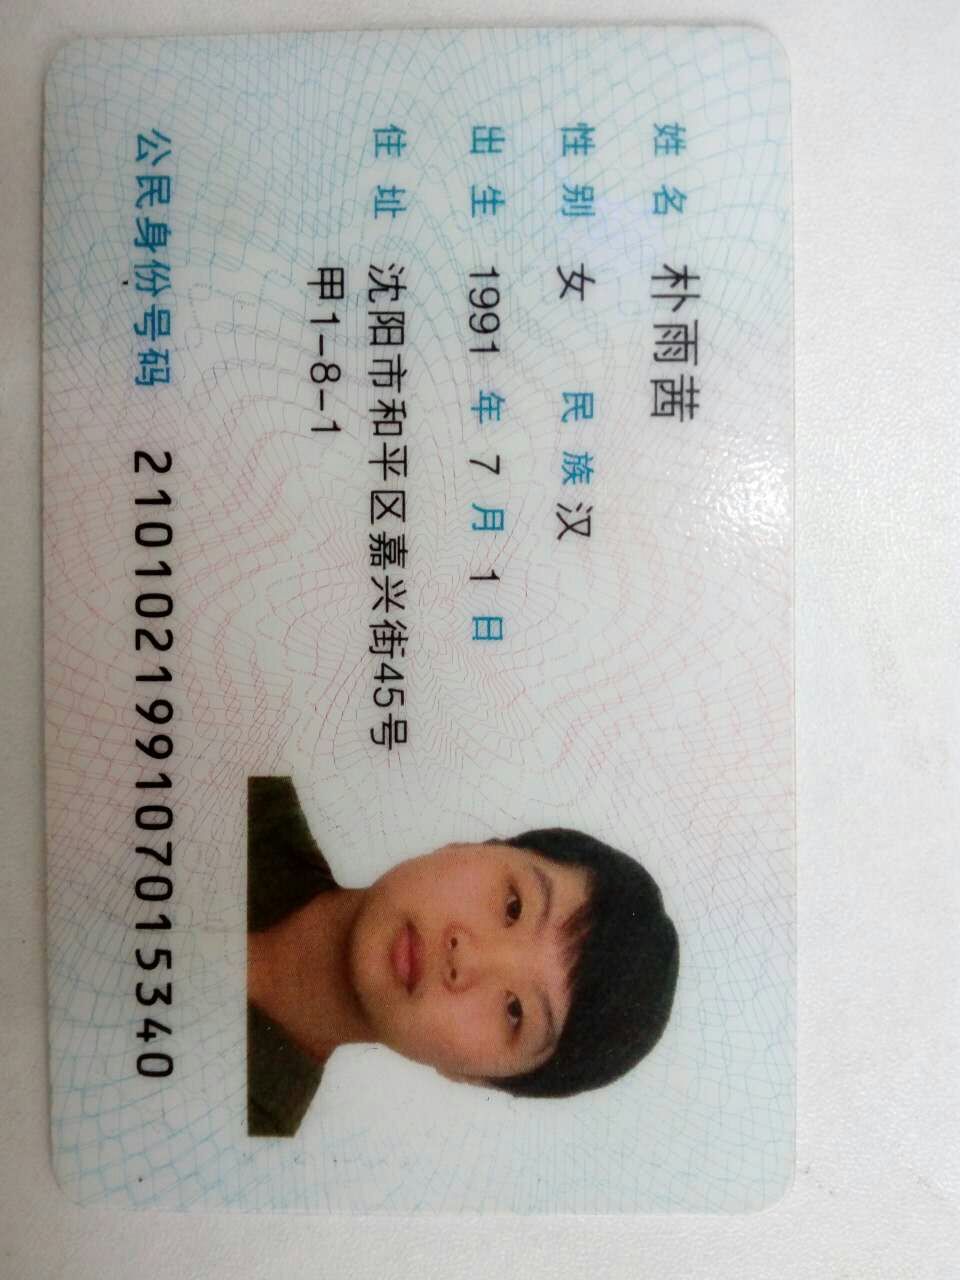 姓名 朴雨茜
性别 女 民族 汉
出生 1991 年 7 月 1 日
住址 沈阳市和平区嘉兴街45号
甲1-8-1
公民身份号码 210102199107015340